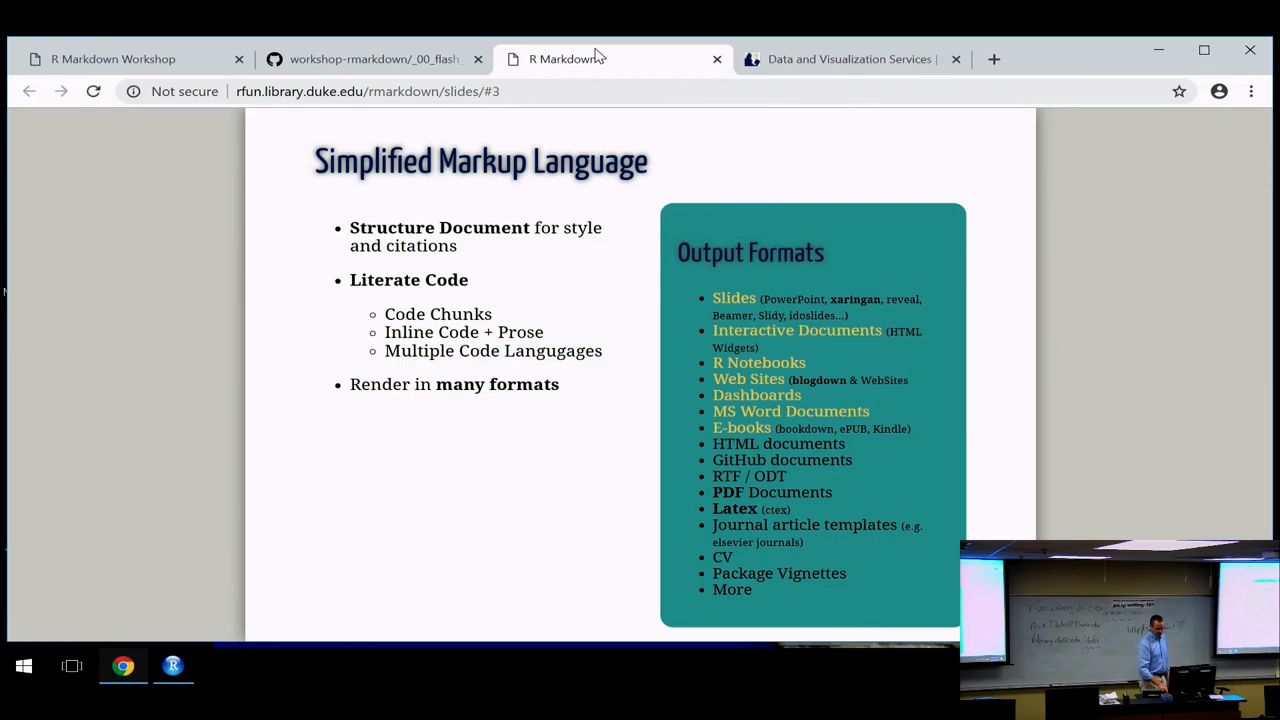 R Markdown Workshop
workshop-rmarkdown/_00_flash_
R Markdown
Data and Visualization Services |
Not secure
rfun.library.duke.edu/rmarkdown/slides/#3
Simplified Markup Language
Structure Document for style
and citations
Literate Code
Code Chunks
Inline Code + Prose
Multiple Code Langugages
Render in many formats
Output Formats
Slides (PowerPoint, xaringan, reveal,
Beamer, Slidy, idoslides...)
Interactive Documents (HTML
Widgets)
R Notebooks
Web Sites (blogdown & WebSites
Dashboards
MS Word Documents
E-books (bookdown, ePUB, Kindle)
HTML documents
GitHub documents
RTF / ODT
PDF Documents
Latex (ctex)
Journal article templates (e.g.
elsevier journals)
CV
Package Vignettes
More